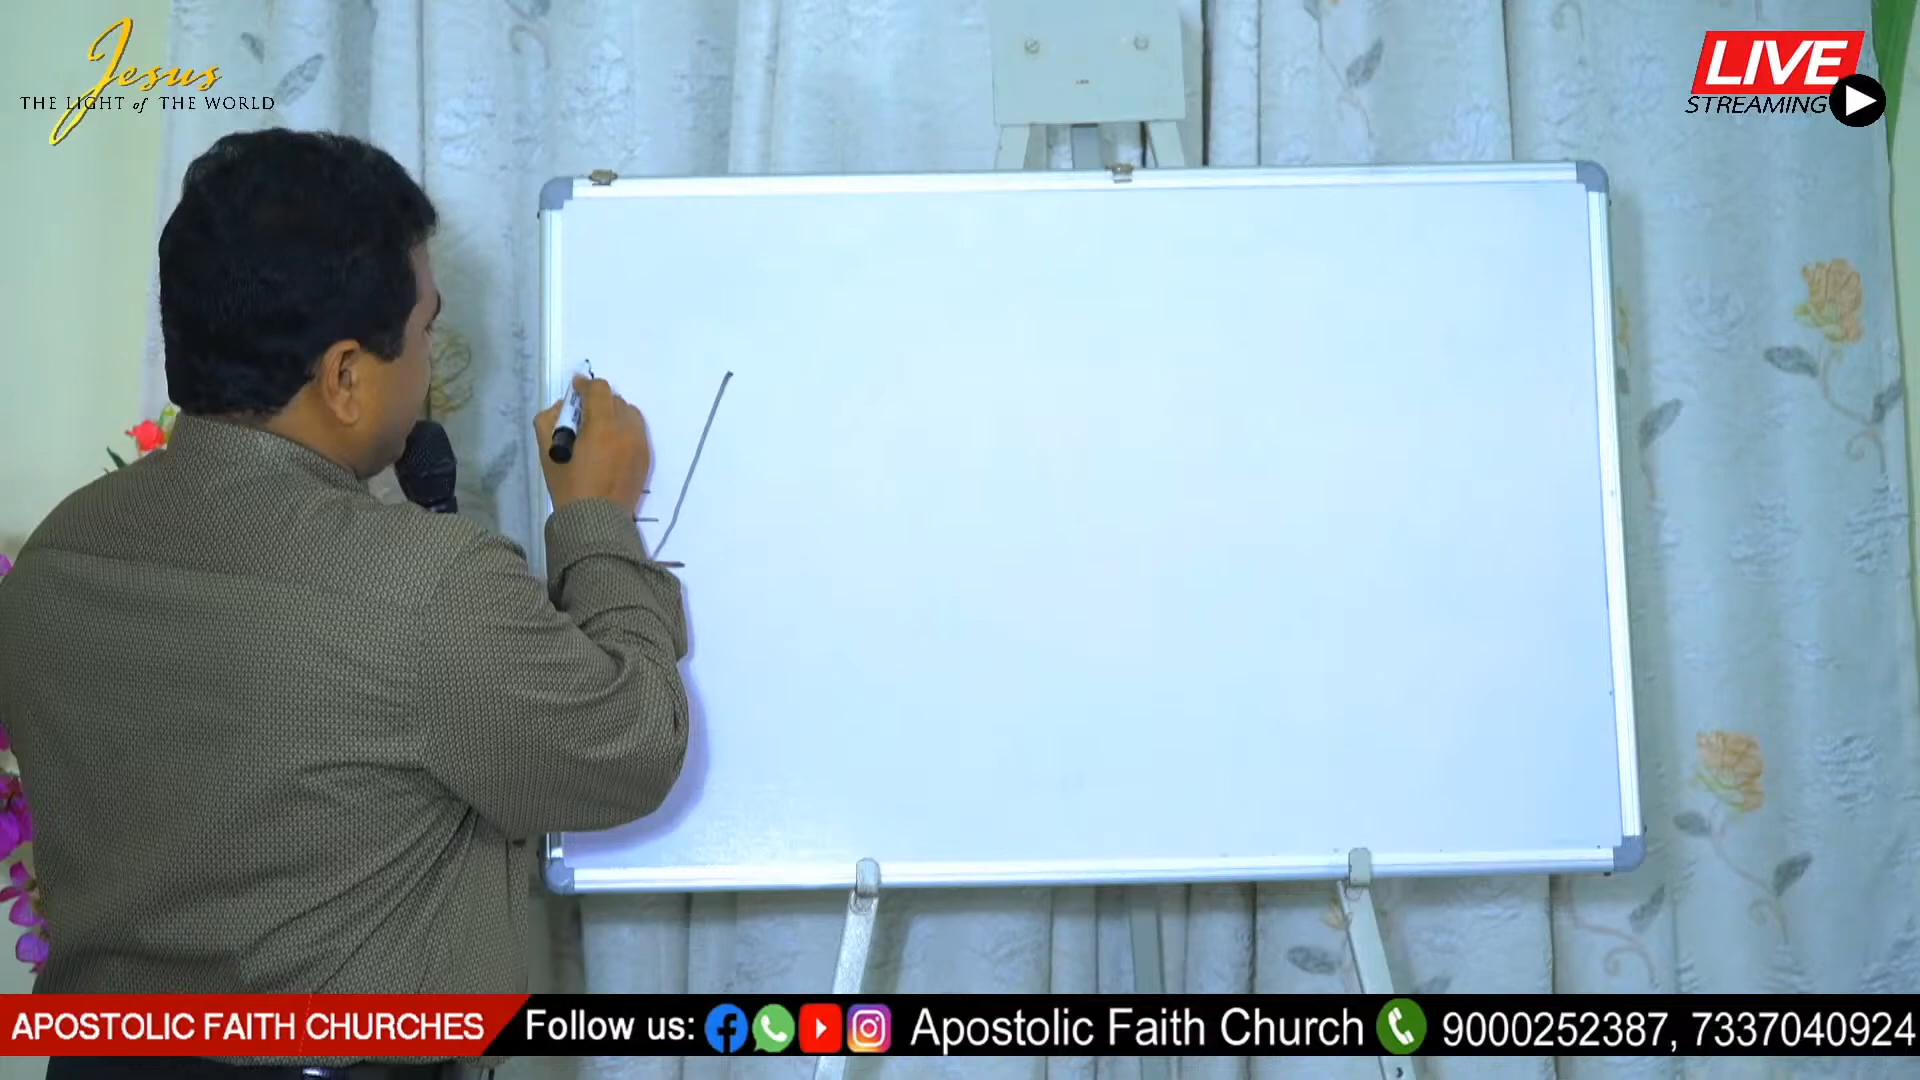 Jesus
THE LIGHT of THE WORLD
LIVE
STREAMING
APOSTOLIC FAITH CHURCHES
Follow us:
Apostolic Faith Church
9000252387, 7337040924